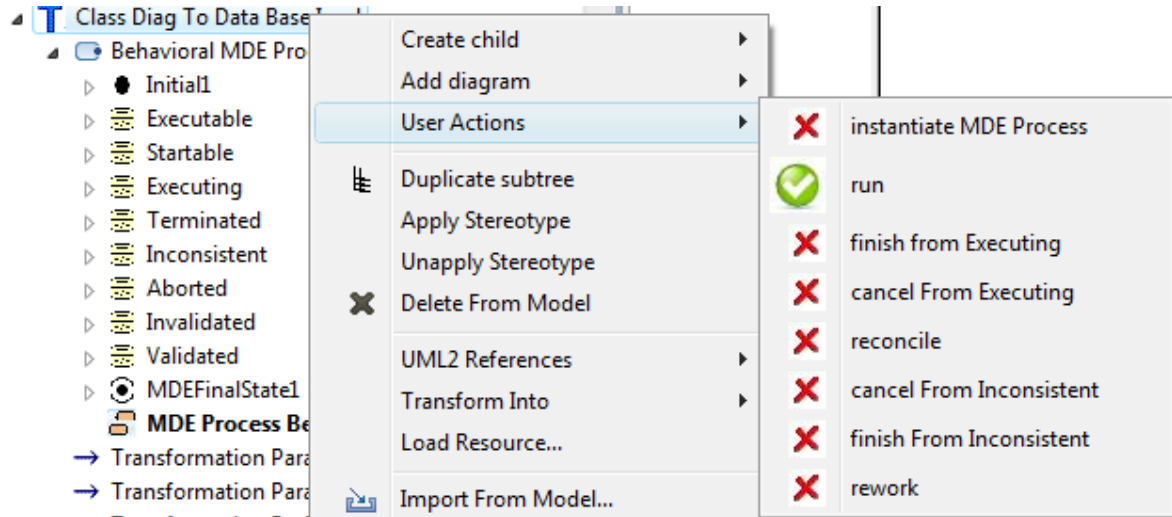 Class Diag To Data Base
Behavioral MDE Pro
Initial1
Executable
Startable
Executing
Terminated
Inconsistent
Aborted
Invalidated
Validated
MDEFinalState1
MDE Process Be
Transformation Para
Transformation Para
Create child
Add diagram
User Actions
Duplicate subtree
Apply Stereotype
Unapply Stereotype
Delete From Model
UML2 References
Transform Into
Load Resource...
Import From Model...
instantiate MDE Process
run
finish from Executing
cancel From Executing
reconcile
cancel From Inconsistent
finish From Inconsistent
rework